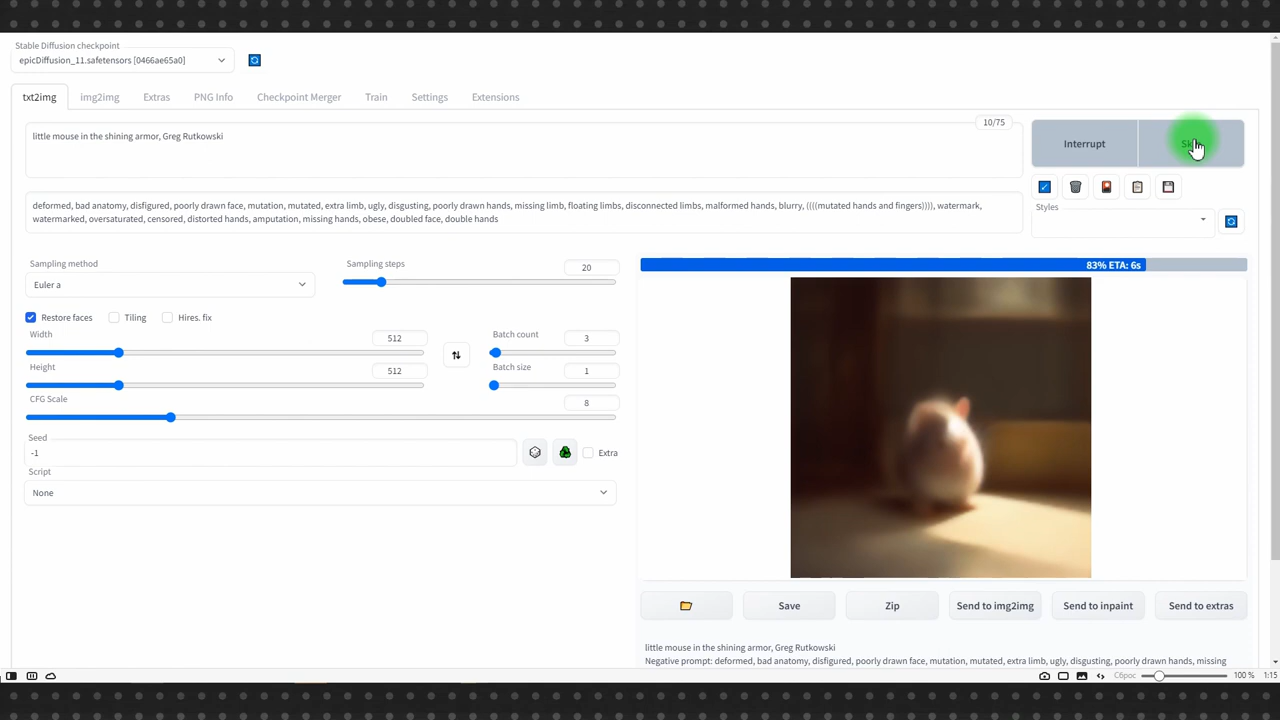 Stable Diffusion checkpoint
epicDiffusion_11.safetensors [0466ae65a0]
txt2img
img2img
Extras
PNG Info
Checkpoint Merger
Train
Settings
Extensions
10/75
little mouse in the shining armor, Greg Rutkowski
Interrupt
deformed, bad anatomy, disfigured, poorly drawn face, mutation, mutated, extra limb, ugly, disgusting, poorly drawn hands, missing limb, floating limbs, disconnected limbs, malformed hands, blurry, ((((mutated hands and fingers)))), watermark,
watermarked, oversaturated, censored, distorted hands, amputation, missing hands, obese, doubled face, double hands
Styles
Sampling method
Euler a
Sampling steps
20
83% ETA: 6s
Restore faces
Tiling
Hires. fix
Width
512
Batch count
3
Height
512
Batch size
1
CFG Scale
8
Seed
-1
Extra
Script
None
Save
Zip
Send to img2img
Send to inpaint
Send to extras
little mouse in the shining armor, Greg Rutkowski
Negative prompt: deformed, bad anatomy, disfigured, poorly drawn face, mutation, mutated, extra limb, ugly, disgusting, poorly drawn hands, missing
Сброс
100 %
1:15